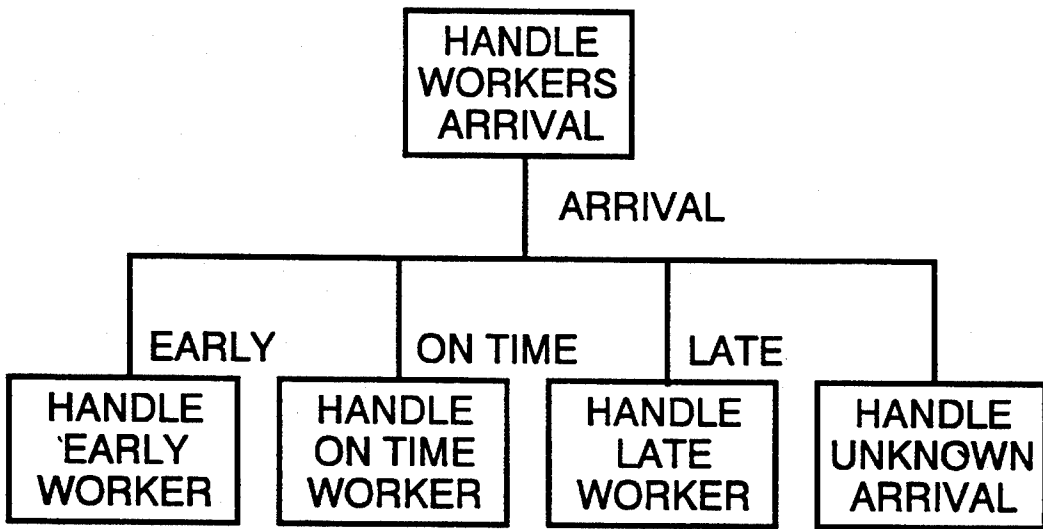 HANDLE
WORKERS
ARRIVAL
ARRIVAL
EARLY
ON TIME
LATE
HANDLE
EARLY
WORKER
HANDLE
ON TIME
WORKER
HANDLE
LATE
WORKER
HANDLE
UNKNOWN
ARRIVAL